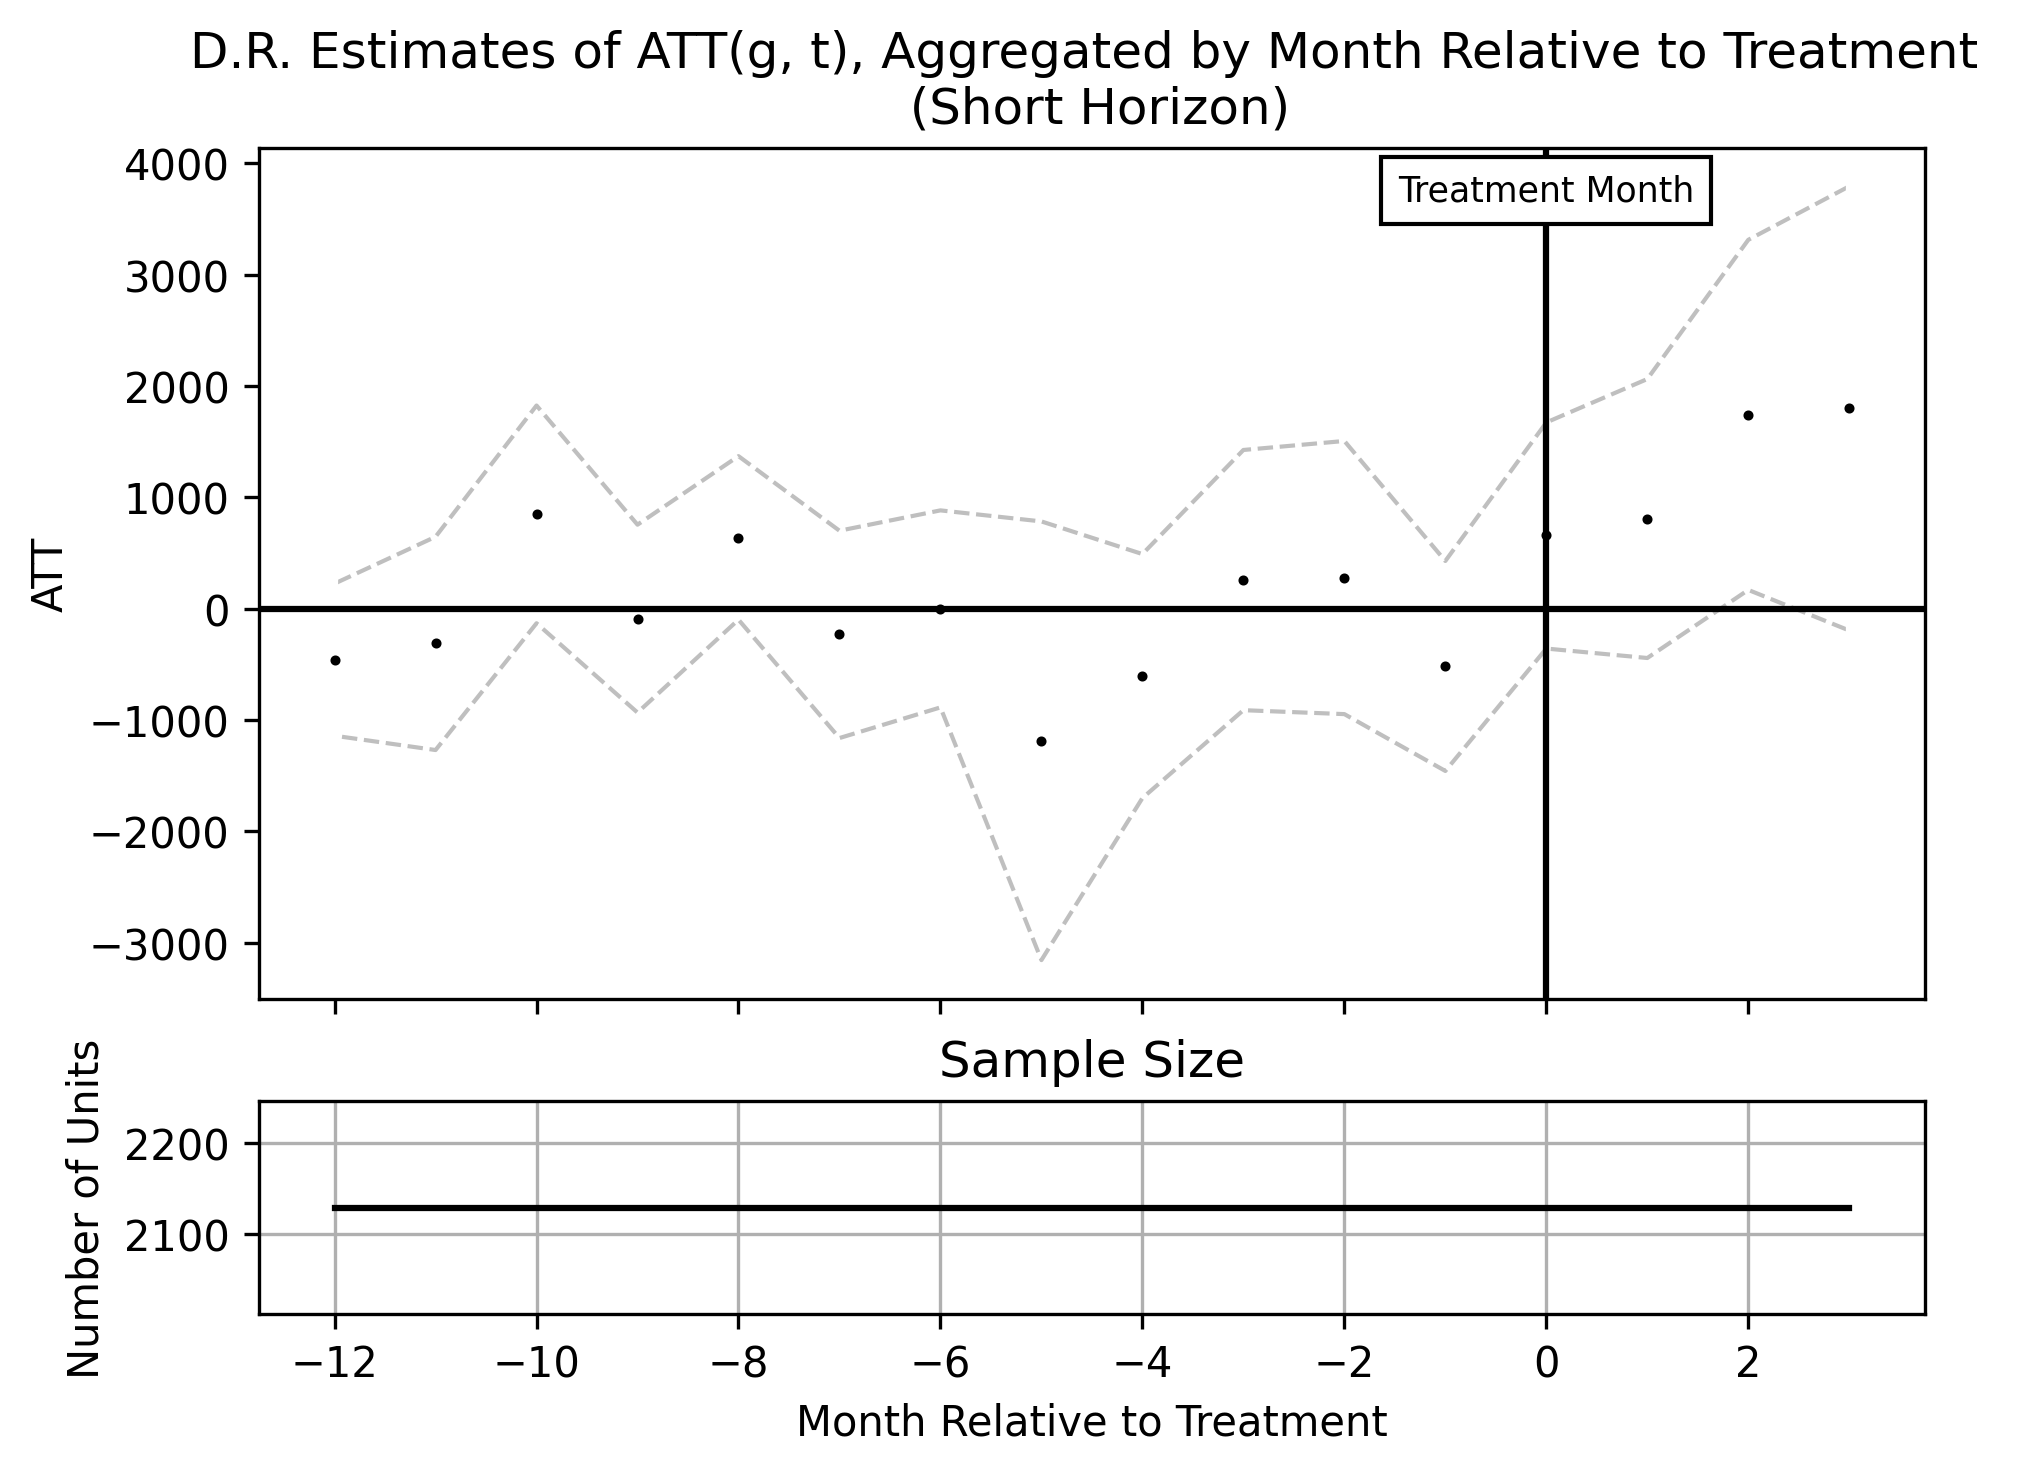 D.R. Estimates of ATT(g, t), Aggregated by Month Relative to Treatment
(Short Horizon)
Treatment Month
4000
3000
2000
1000
0
−1000
−2000
−3000
ATT
Sample Size
2200
2100
Number of Units
−12 −10 −8 −6 −4 −2 0 2
Month Relative to Treatment